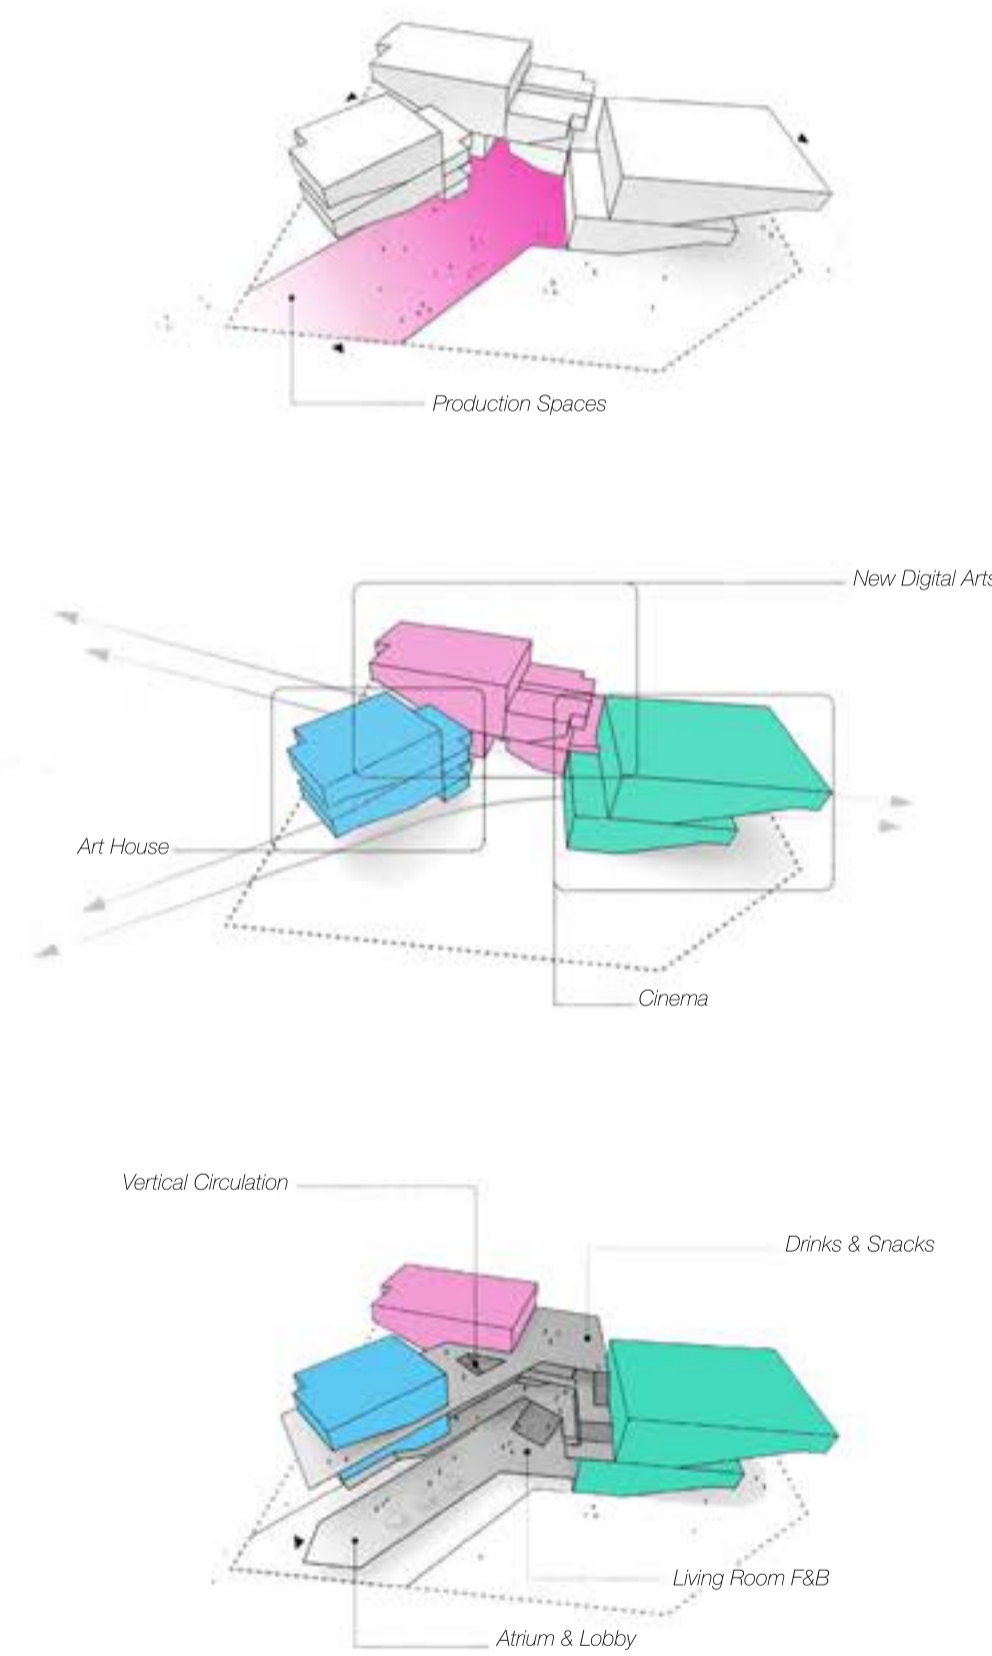 Production Spaces
New Digital Arts
Art House
Cinema
Vertical Circulation
Drinks & Snacks
Living Room F&B
Atrium & Lobby